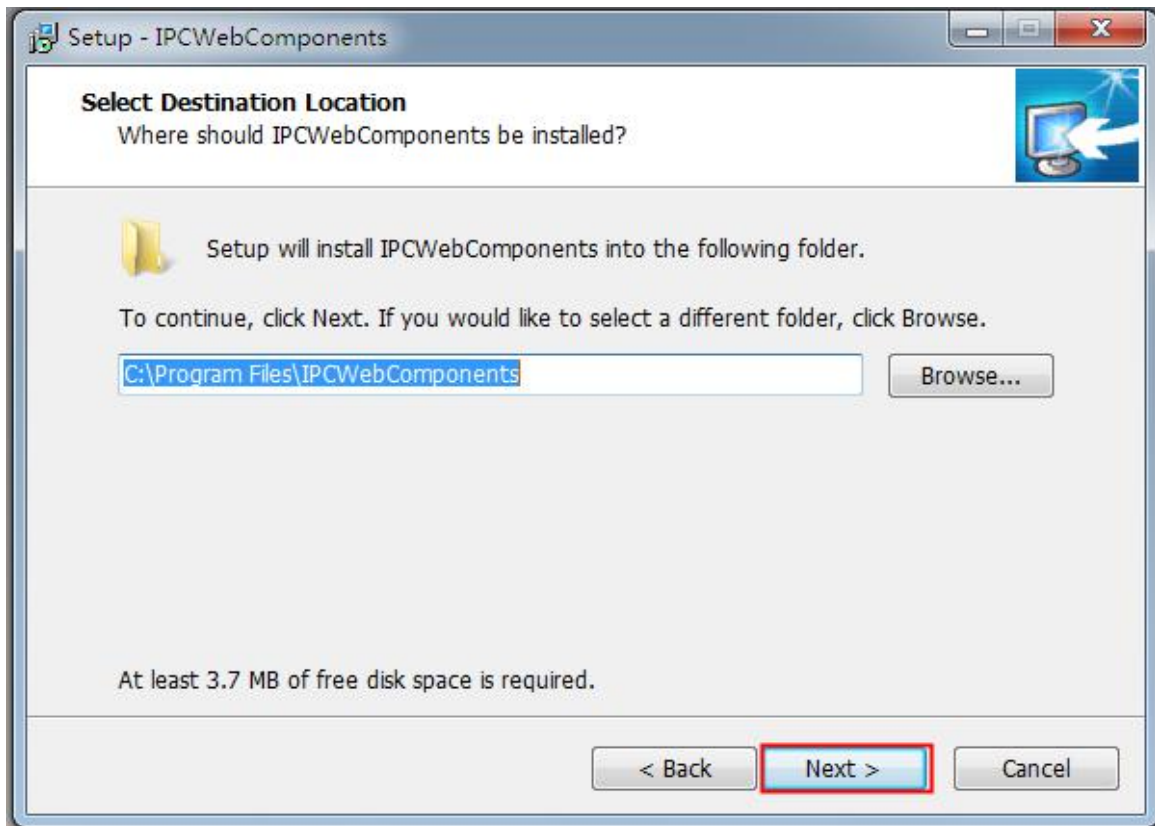 Setup - IPCWebComponents
Select Destination Location
Where should IPCWebComponents be installed?
Setup will install IPCWebComponents into the following folder.
To continue, click Next. If you would like to select a different folder, click Browse.
C:\Program Files\IPCWebComponents
Browse...
At least 3.7 MB of free disk space is required.
< Back
Next >
Cancel